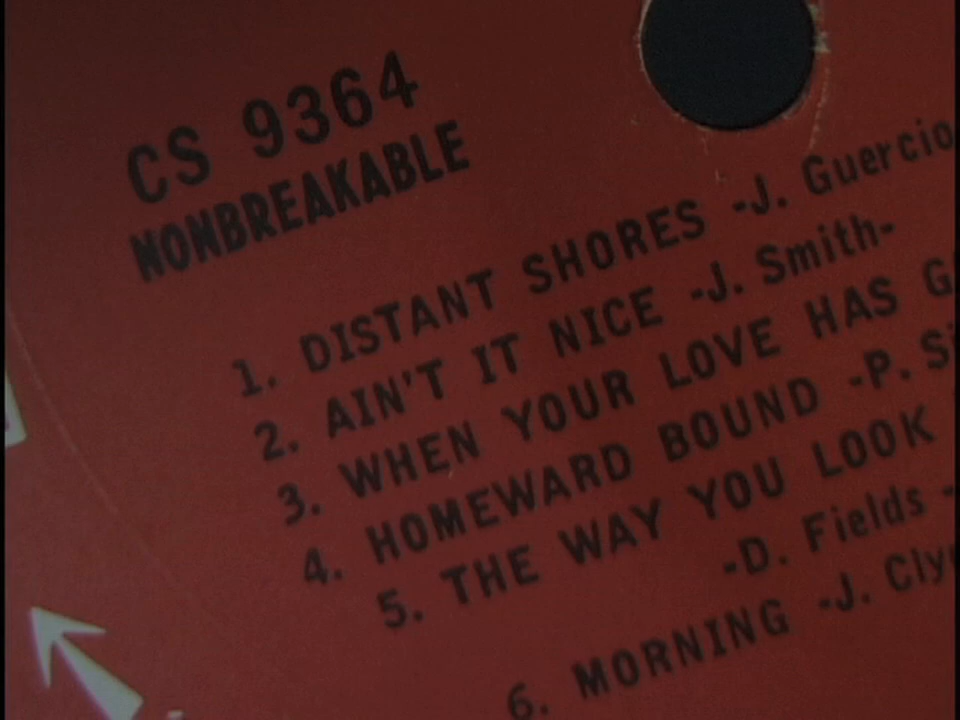 CS 9364
NONBREAKABLE
1. DISTANT SHORES -J. Guercio
2. AIN'T IT NICE -J. Smith-
3. WHEN YOUR LOVE HAS
4. HOMEWARD BOUND -P.
5. THE WAY YOU LOOK
-D. Fields -
6. MORNING -J.